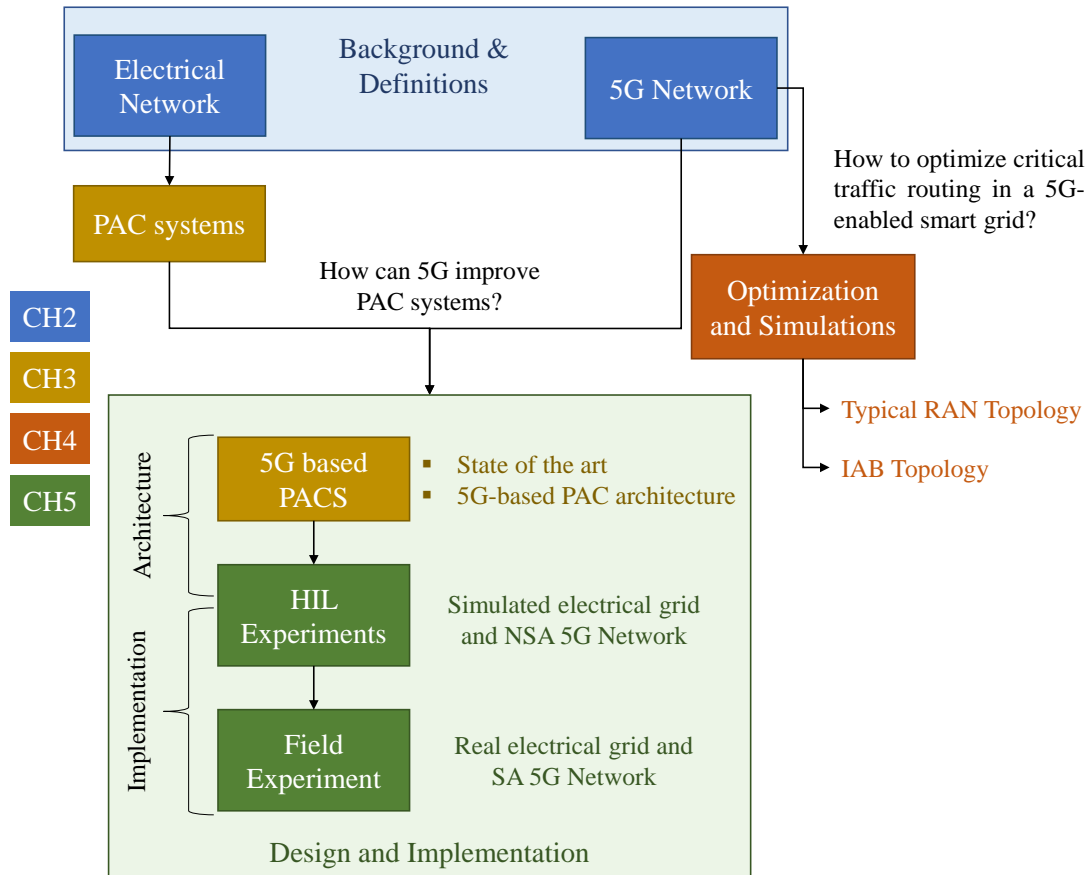 Background &
Definitions
Electrical
Network
5G Network
How to optimize critical
traffic routing in a 5G-
enabled smart grid?
PAC systems
How can 5G improve
PAC systems?
Optimization
and Simulations
CH2
CH3
CH4
CH5
Typical RAN Topology
IAB Topology
Architecture
5G based
PACS
▪ State of the art
▪ 5G-based PAC architecture
HIL
Experiments
Simulated electrical grid
and NSA 5G Network
Implementation
Field
Experiment
Real electrical grid and
SA 5G Network
Design and Implementation